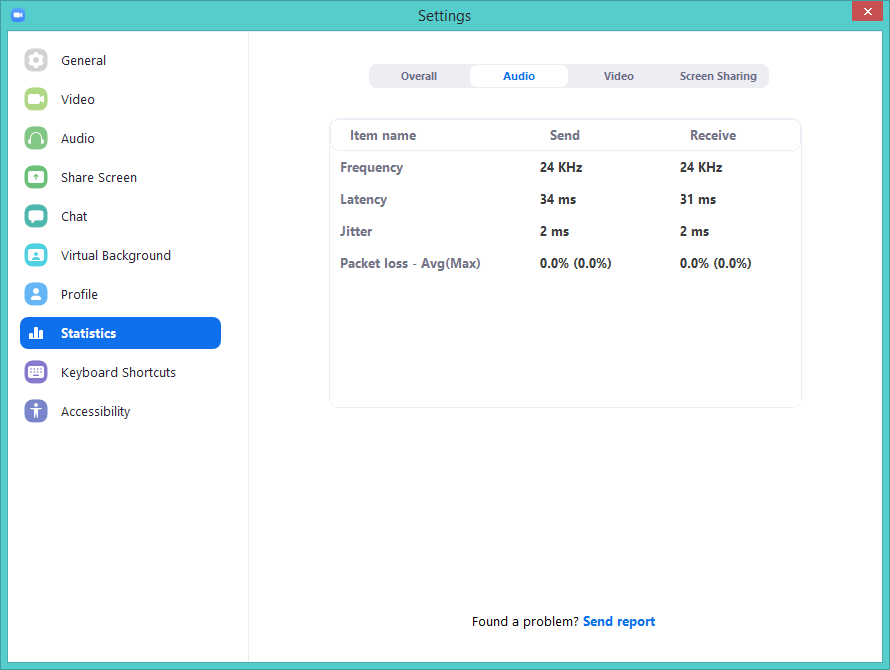 Settings
General
Video
Audio
Share Screen
Chat
Virtual Background
Profile
Statistics
Keyboard Shortcuts
Accessibility
Overall Audio Video Screen Sharing
Item name Send Receive
Frequency 24 KHz 24 KHz
Latency 34 ms 31 ms
Jitter 2 ms 2 ms
Packet loss - Avg(Max) 0.0% (0.0%) 0.0% (0.0%)
Found a problem? Send report